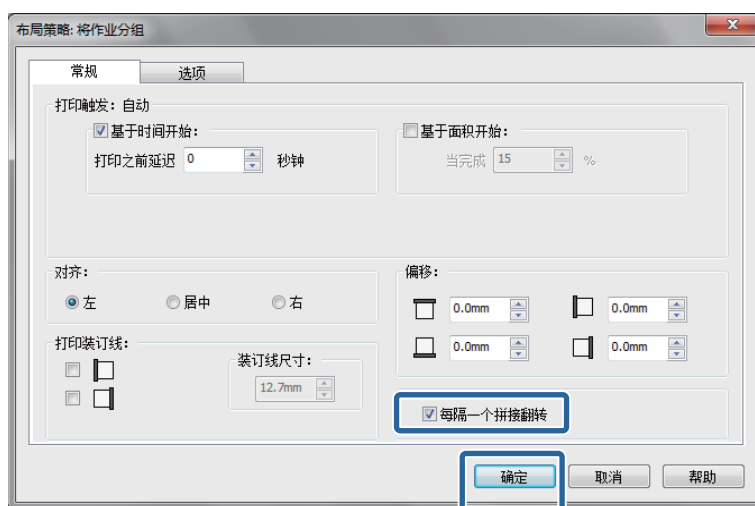 布局策略: 将作业分组
常规 选项
打印触发: 自动
基于时间开始: 基于面积开始:
打印之前延迟 0 秒钟 当完成 15 %
对齐: 偏移:
左 居中 右
0.0mm 0.0mm
打印装订线: 0.0mm 0.0mm
装订线尺寸:
12.7mm
每隔一个拼接翻转
确定 取消 帮助